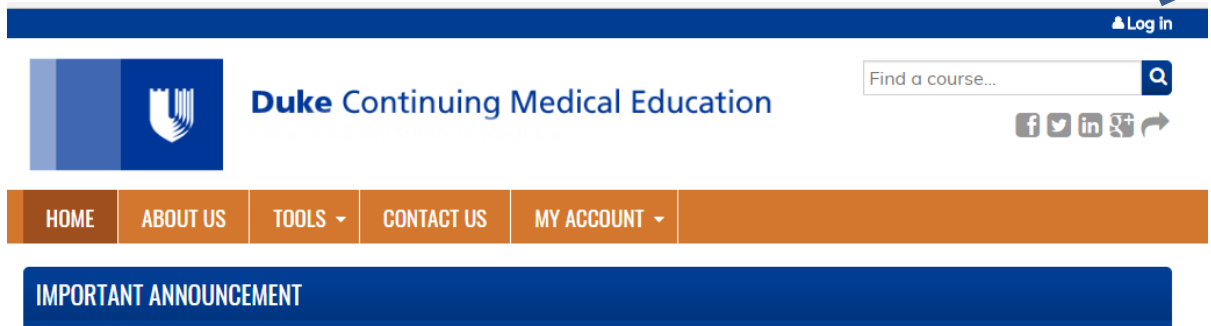 Log in
Duke Continuing Medical Education
Find a course...
HOME ABOUT US TOOLS CONTACT US MY ACCOUNT
IMPORTANT ANNOUNCEMENT